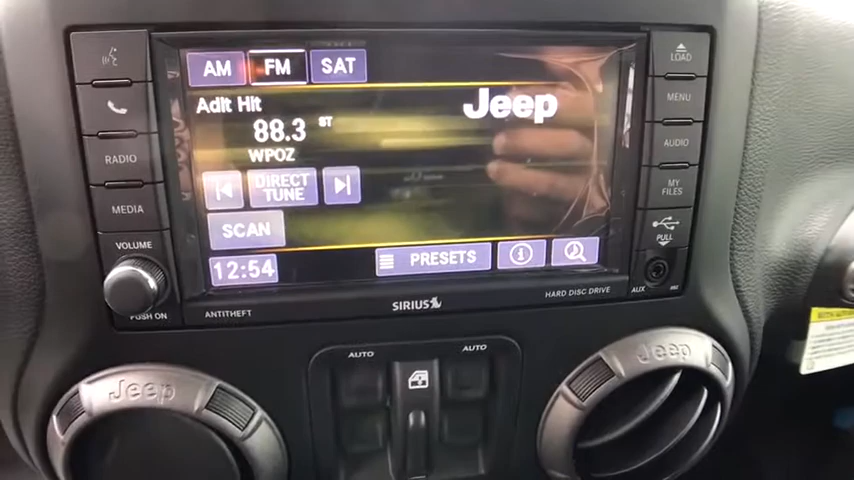 AM FM SAT
LOAD
Adlt Hit
Jeep
MENU
88.3 ST
WPOZ
RADIO
AUDIO
DIRECT
TUNE
MEDIA
MY
FILES
SCAN
VOLUME
PULL
12:54
PRESETS
PUSH ON
ANTITHEFT
SIRIUS
HARD DISC DRIVE
AUX
AUTO
AUTO
Jeep
Jeep